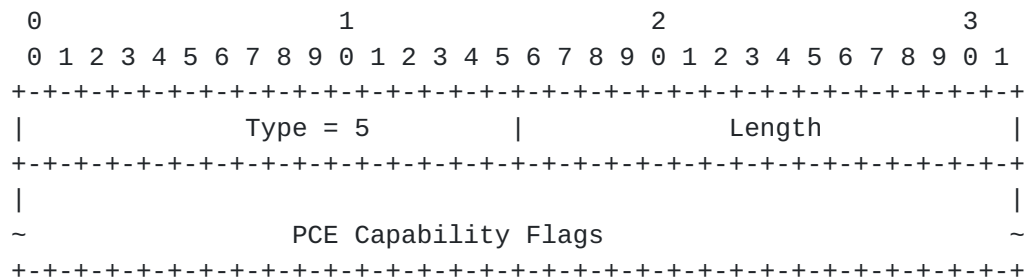 0                   1                   2                   3
 0 1 2 3 4 5 6 7 8 9 0 1 2 3 4 5 6 7 8 9 0 1 2 3 4 5 6 7 8 9 0 1
+-+-+-+-+-+-+-+-+-+-+-+-+-+-+-+-+-+-+-+-+-+-+-+-+-+-+-+-+-+-+-+-+
|              Type = 5         |             Length            |
+-+-+-+-+-+-+-+-+-+-+-+-+-+-+-+-+-+-+-+-+-+-+-+-+-+-+-+-+-+-+-+-+
|                                                               |
~                 PCE Capability Flags                          ~
+-+-+-+-+-+-+-+-+-+-+-+-+-+-+-+-+-+-+-+-+-+-+-+-+-+-+-+-+-+-+-+-+